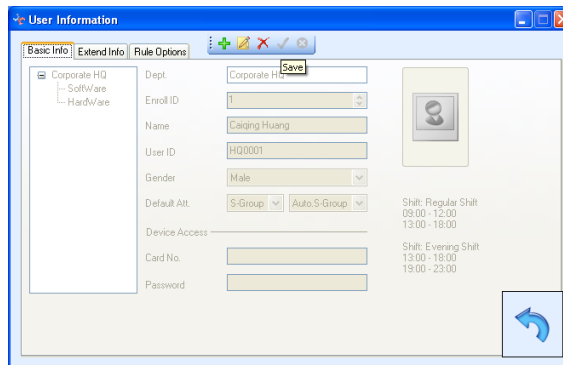 User Information
Basic Info Extend Info Rule Options
Save
Corporate HQ
SoftWare
HardWare
Dept. Corporate HQ
Enroll ID 1
Name Caiqing Huang
User ID HQ0001
Gender Male
Default Att. S-Group Auto.S-Group
Device Access
Card No.
Password
Shift: Regular Shift
09:00 - 12:00
13:00 - 18:00
Shift: Evening Shift
13:00 - 18:00
19:00 - 23:00